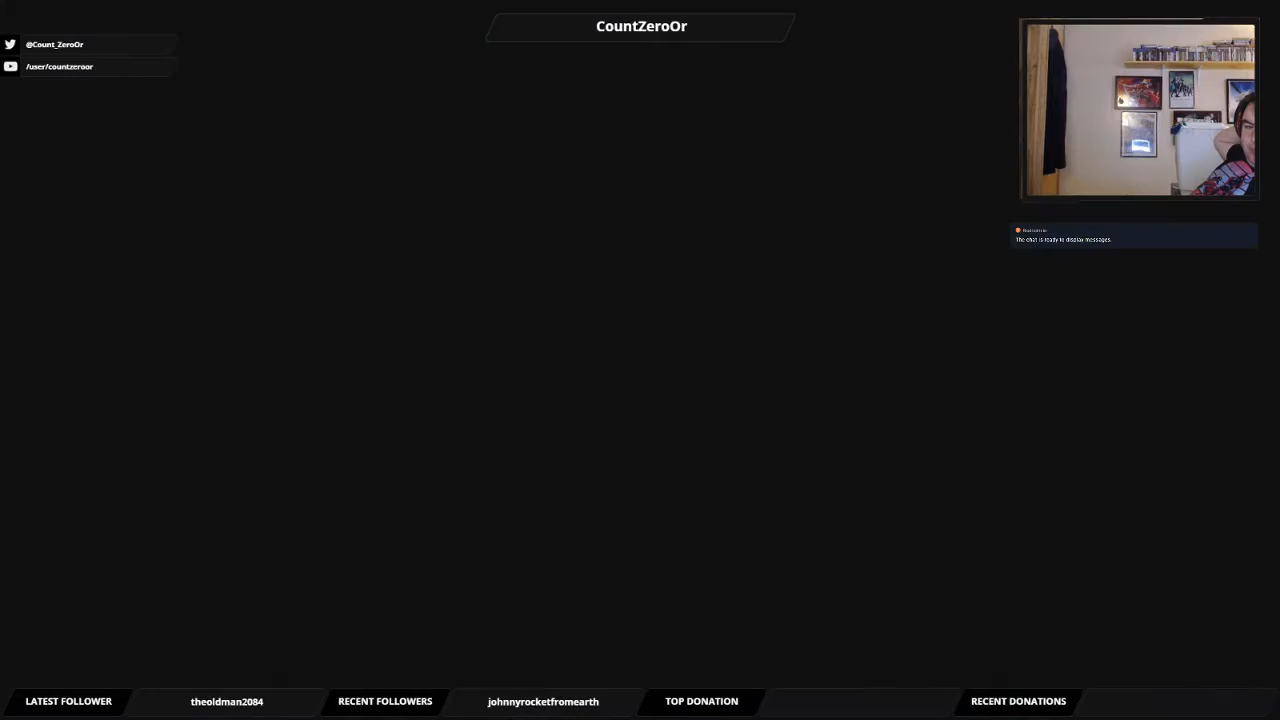 CountZeroOr
@Count_ZeroOr
/user/countzeroor
The chat is ready to display messages.
LATEST FOLLOWER
theoldman2084
RECENT FOLLOWERS
johnnyrocketfromearth
TOP DONATION
RECENT DONATIONS